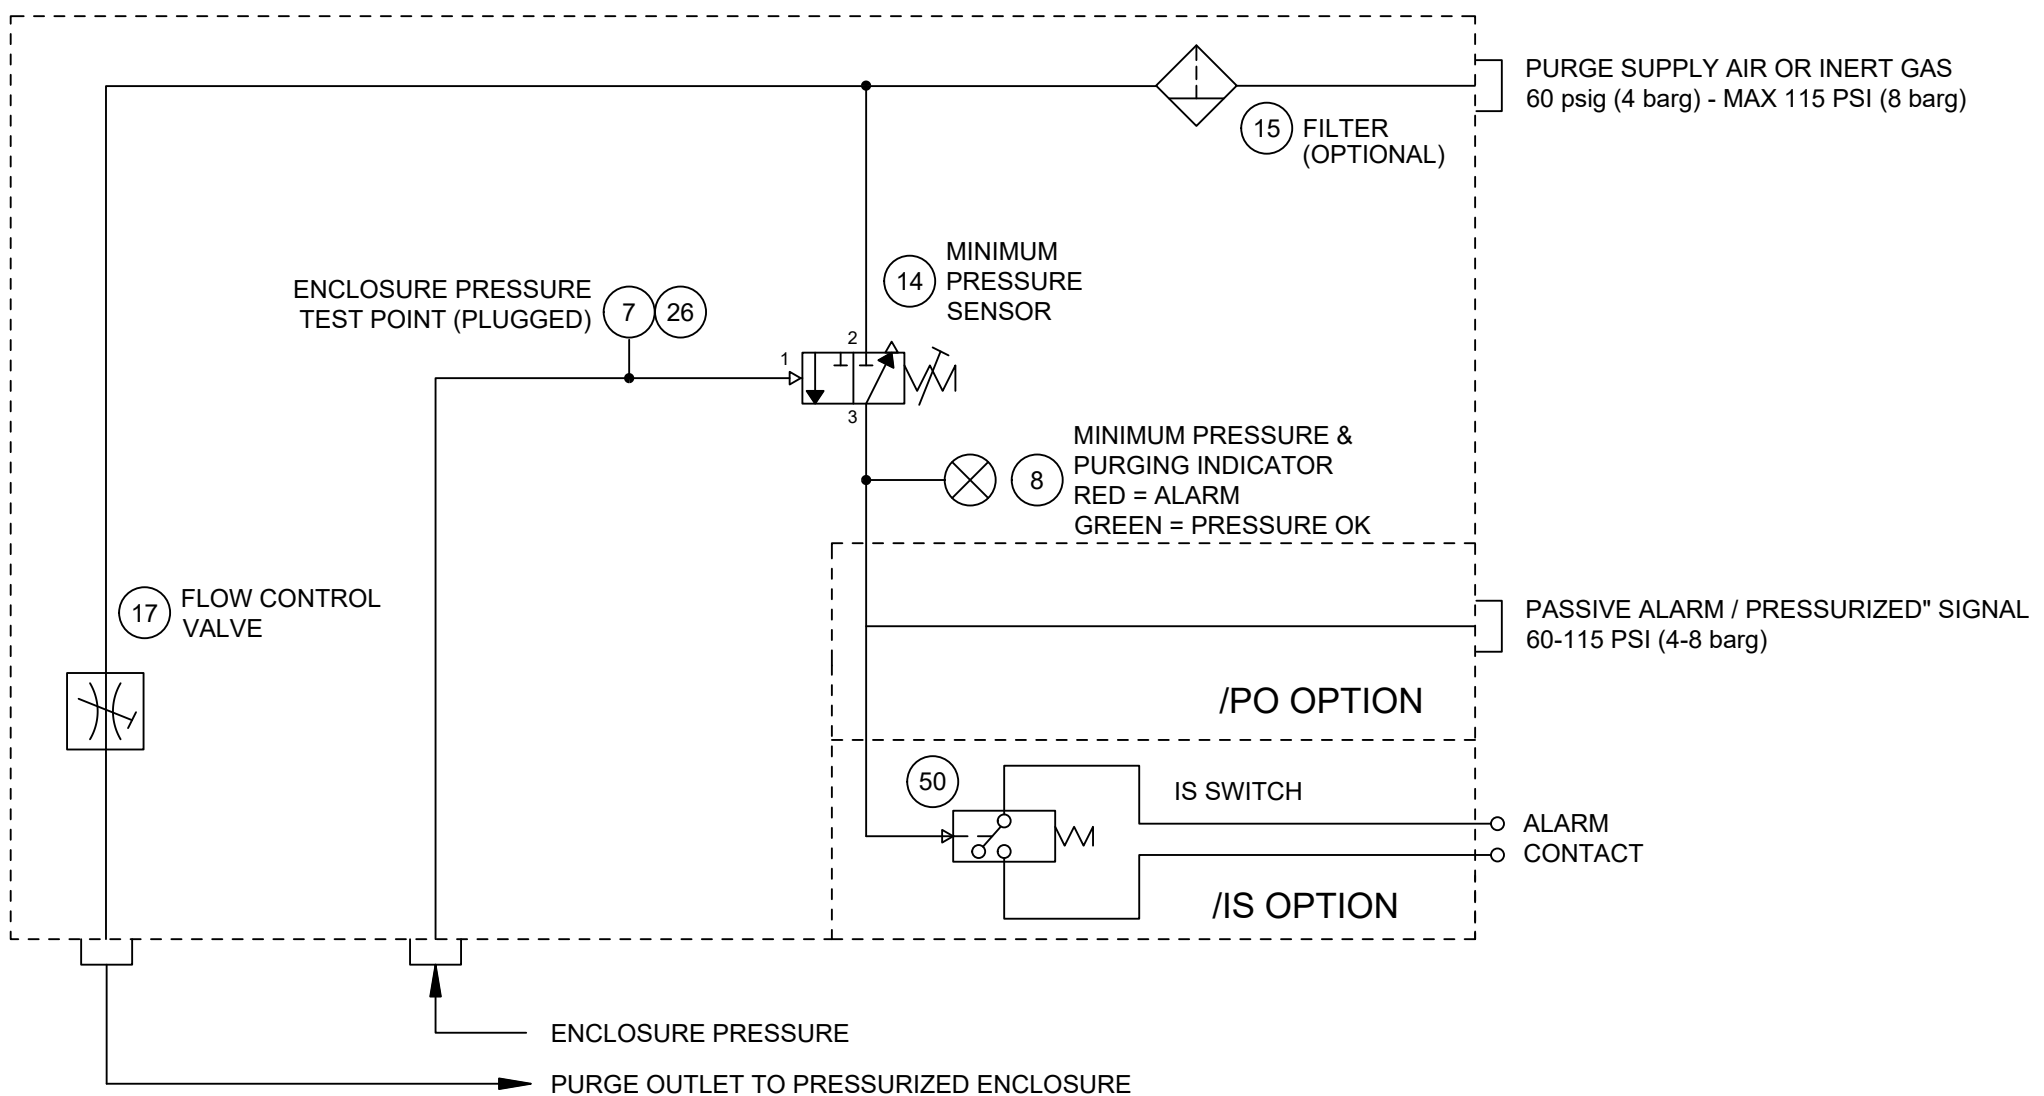 PURGE SUPPLY AIR OR INERT GAS
60 psig (4 barg) - MAX 115 PSI (8 barg)
15
FILTER
(OPTIONAL)
14
MINIMUM
PRESSURE
SENSOR
ENCLOSURE PRESSURE
TEST POINT (PLUGGED)
7
26
1
2
3
8
MINIMUM PRESSURE &
PURGING INDICATOR
RED = ALARM
GREEN = PRESSURE OK
17
FLOW CONTROL
VALVE
PASSIVE ALARM / PRESSURIZED" SIGNAL
60-115 PSI (4-8 barg)
/PO OPTION
50
IS SWITCH
ALARM
CONTACT
/IS OPTION
ENCLOSURE PRESSURE
PURGE OUTLET TO PRESSURIZED ENCLOSURE